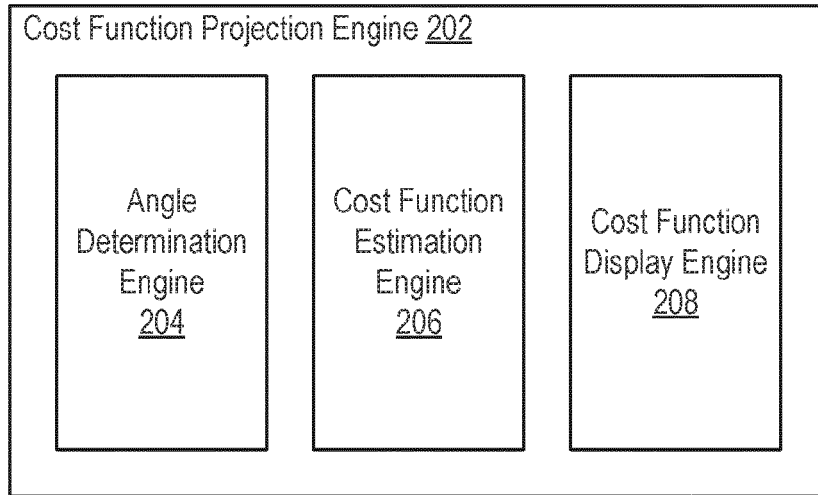 Cost Function Projection Engine 202
Angle
Determination
Engine
204
Cost Function
Estimation
Engine
206
Cost Function
Display Engine
208